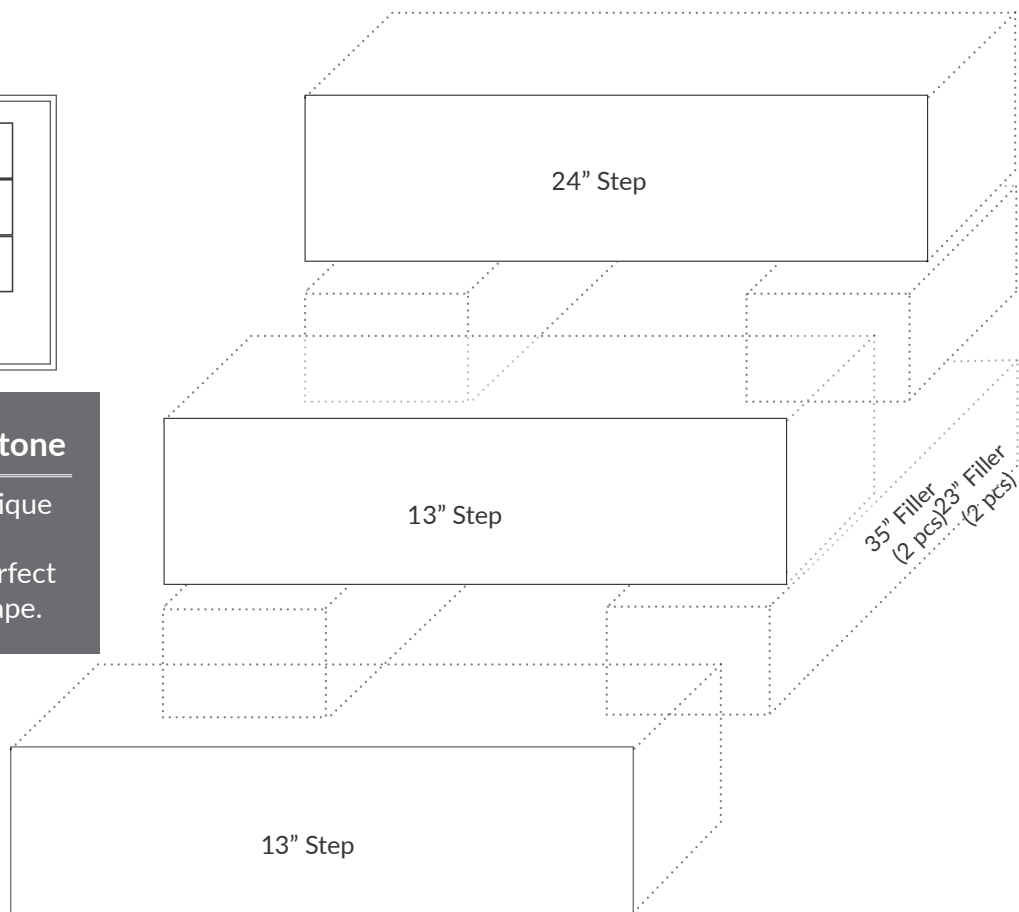 24” Step
tone
ique
rfect
ape.
13” Step
35” Filler
(2 pcs)
23” Filler
(2 pcs)
13” Step